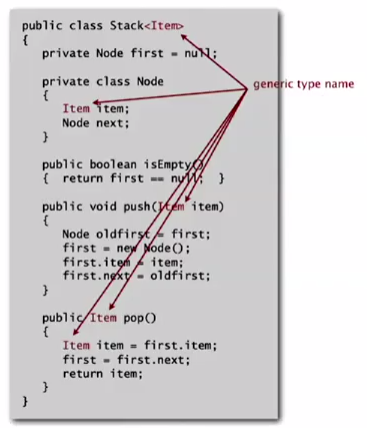 public class Stack<Item>
{
private Node first = null;
private class Node
{
Item item;
Node next;
}
public boolean isEmpty()
{ return first == null; }
public void push(Item item)
{
Node oldfirst = first;
first = new Node();
first.item = item;
first.next = oldfirst;
}
public Item pop()
{
Item item = first.item;
first = first.next;
return item;
}
}
generic type name